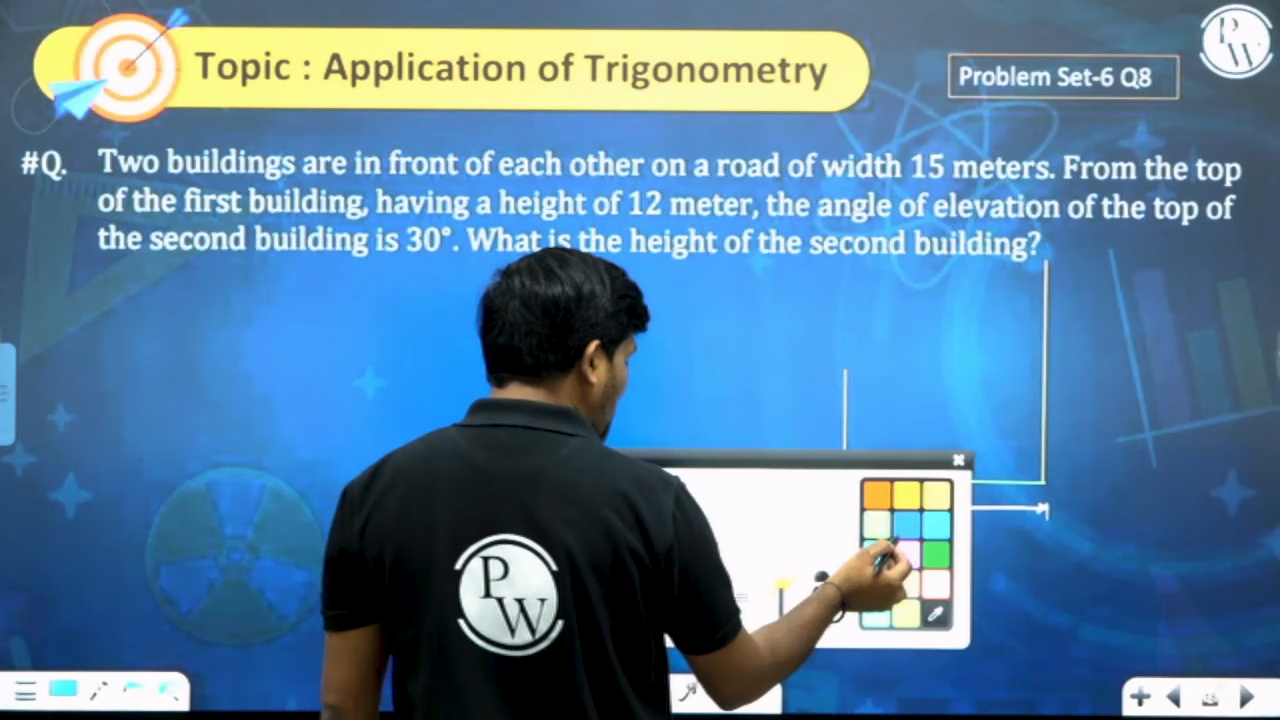 Topic : Application of Trigonometry
Problem Set-6 Q8
P
W
#Q. Two buildings are in front of each other on a road of width 15 meters. From the top
of the first building, having a height of 12 meter, the angle of elevation of the top of
the second building is 30°. What is the height of the second building?
P
W